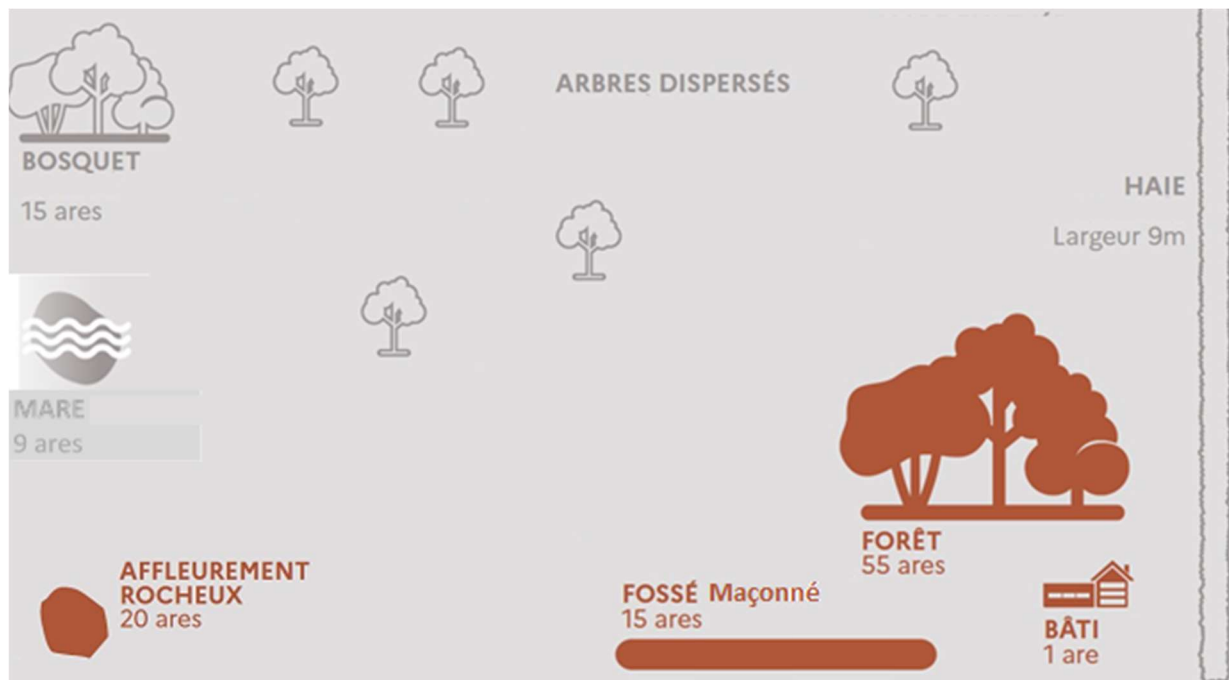 ARBRES DISPERSÉS
BOSQUET
15 ares
HAIE
Largeur 9m
MARE
9 ares
FORÊT
55 ares
AFFLEUREMENT
ROCHEUX
20 ares
FOSSÉ Maçonné
15 ares
BÂTI
1 are